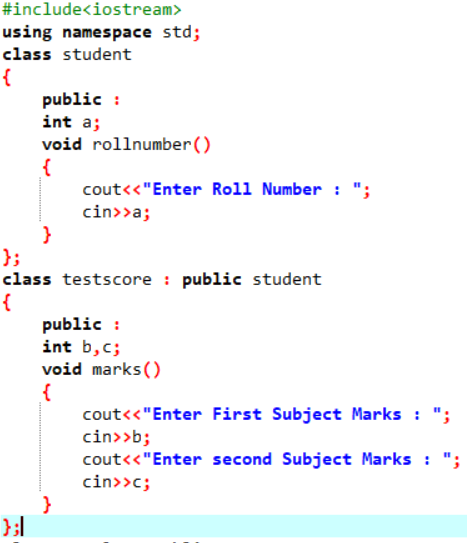 #include<iostream>
using namespace std;
class student
{
public :
int a;
void rollnumber()
{
cout<<"Enter Roll Number : ";
cin>>a;
}
};
class testscore : public student
{
public :
int b,c;
void marks()
{
cout<<"Enter First Subject Marks : ";
cin>>b;
cout<<"Enter second Subject Marks : ";
cin>>c;
}
};